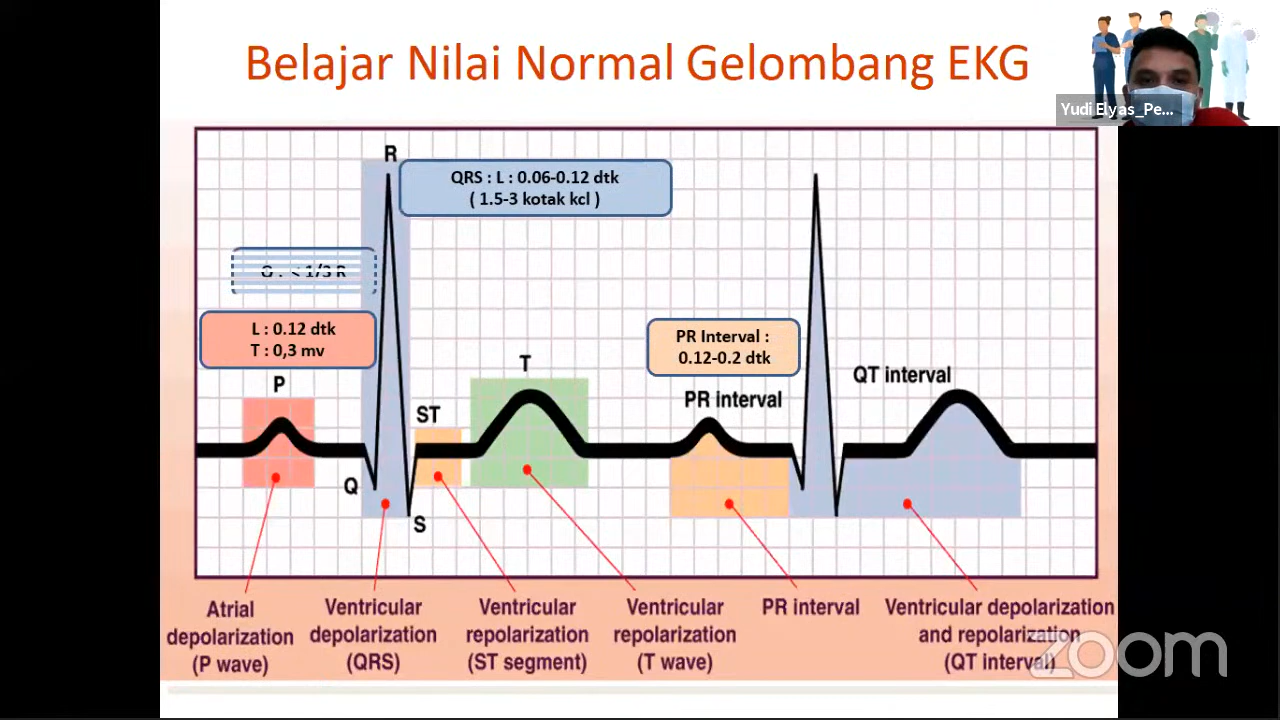 Belajar Nilai Normal Gelombang EKG
Yudi Elyas_Pe...
R
QRS : L : 0.06-0.12 dtk
( 1.5-3 kotak kcl )
Q : < 1/3 R
L : 0.12 dtk
T : 0,3 mv
P
PR Interval :
0.12-0.2 dtk
T
QT interval
PR interval
ST
Q
S
Atrial
depolarization
(P wave)
Ventricular
depolarization
(QRS)
Ventricular
repolarization
(ST segment)
Ventricular
repolarization
(T wave)
PR interval
Ventricular depolarization
and repolarization
(QT interval)
zoom